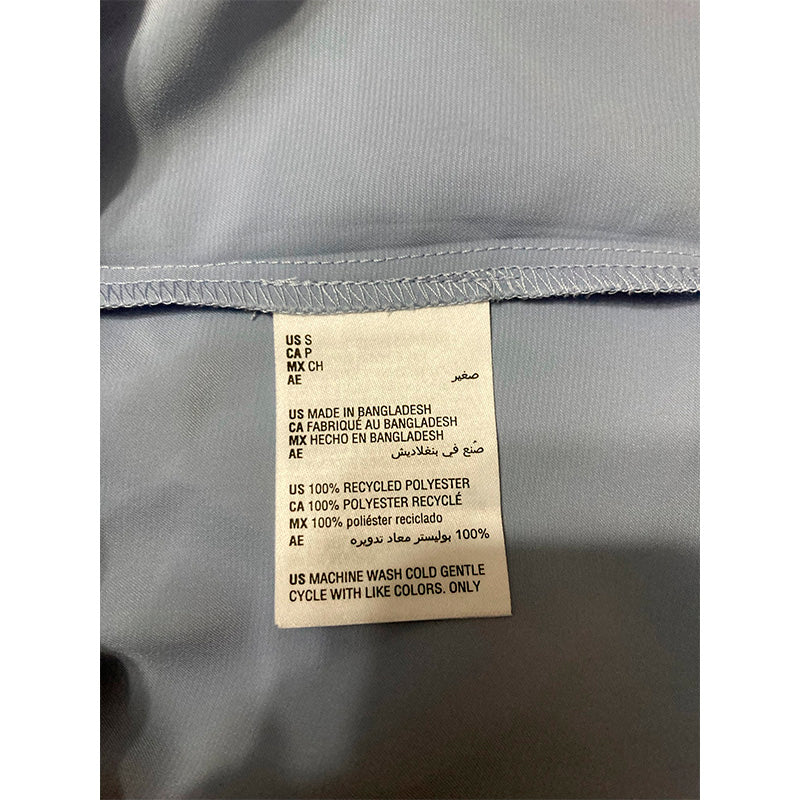 US S
CA P
MX CH
AE صغير
US MADE IN BANGLADESH
CA FABRIQUÉ AU BANGLADESH
MX HECHO EN BANGLADESH
AE صُنع في بنغلاديش
US 100% RECYCLED POLYESTER
CA 100% POLYESTER RECYCLÉ
MX 100% poliéster reciclado
AE 100% بوليستر معاد تدويره
US MACHINE WASH COLD GENTLE
CYCLE WITH LIKE COLORS. ONLY